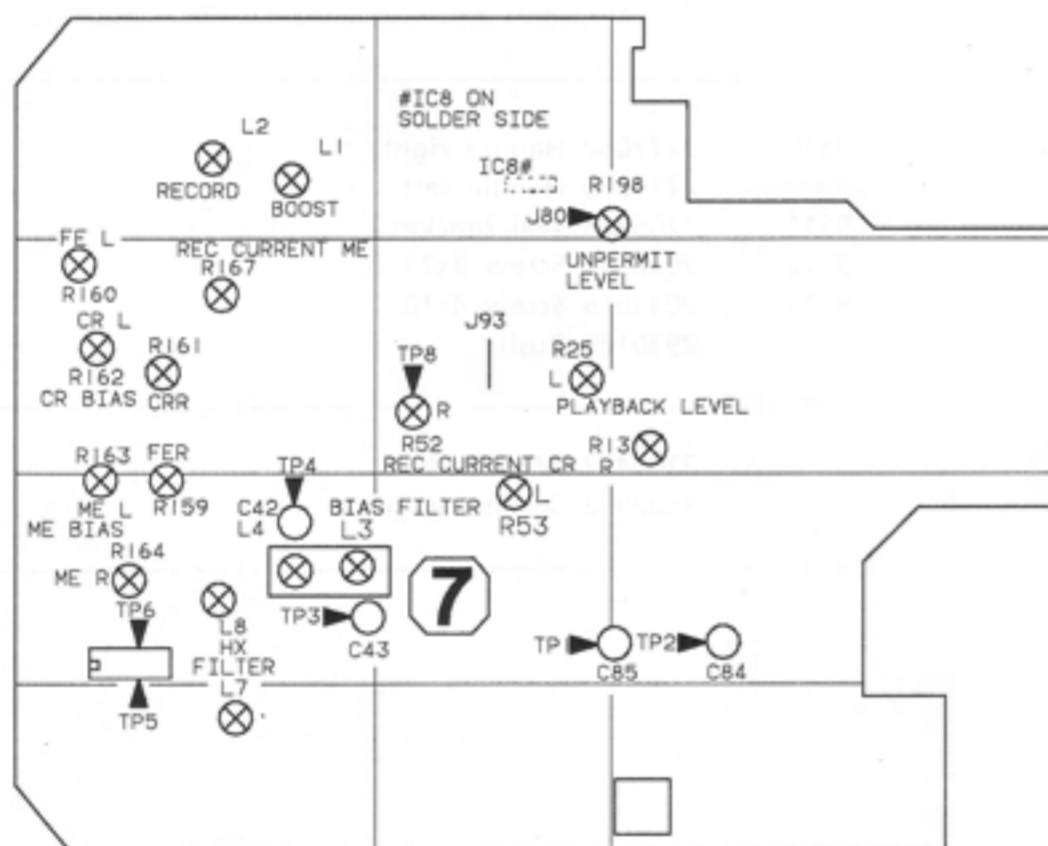 #IC8 ON
SOLDER SIDE
L2
L1
RECORD
BOOST
IC8#
R198
J80
FE L
REC CURRENT ME
UNPERMIT
LEVEL
R160
R167
CR L
R161
J93
TP8
R25
R162
L
CR BIAS
CRR
R
PLAYBACK LEVEL
R52
R13
R163
FER
TP4
REC CURRENT CR
R
ME L
R159
C42
BIAS FILTER
L
ME BIAS
L4
L3
R53
R164
ME R
TP6
7
TP3
L8
C43
TP1
TP2
HX
FILTER
C85
C84
L7
TP5